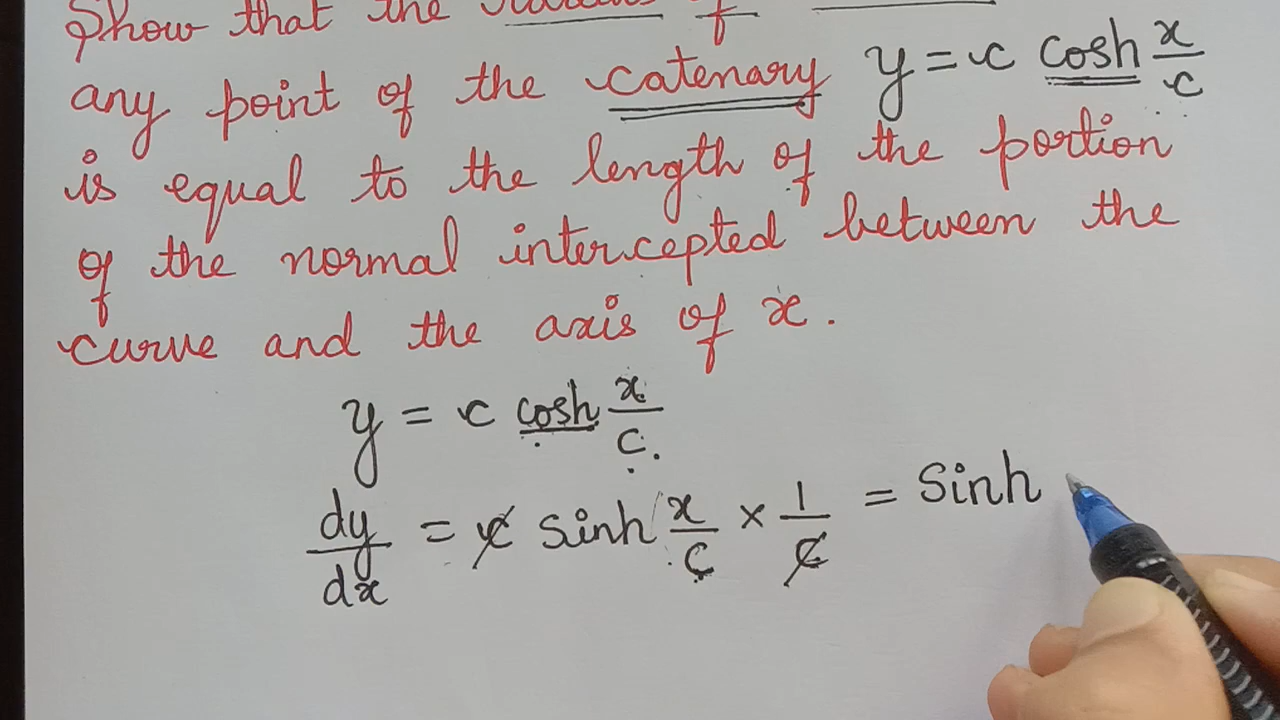 Show that the
any point of the catenary y = c cosh x/c
is equal to the length of the portion
of the normal intercepted between the
curve and the axis of x.
y = c cosh x/c
dy/dx = c sinh x/c × 1/c = Sinh